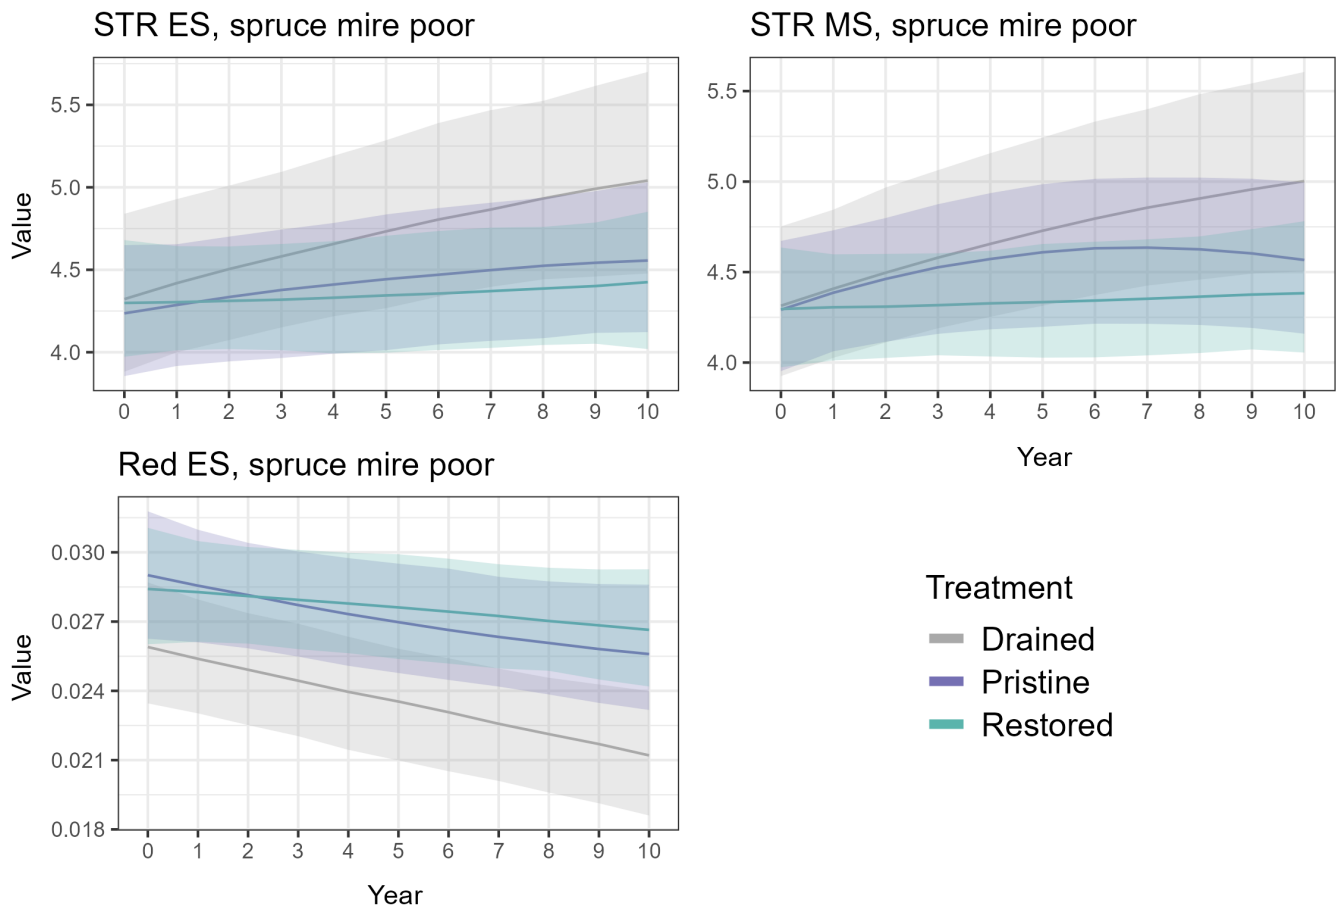 STR ES, spruce mire poor
Value
5.5
5.0
4.5
4.0
0 1 2 3 4 5 6 7 8 9 10
STR MS, spruce mire poor
5.5
5.0
4.5
4.0
0 1 2 3 4 5 6 7 8 9 10
Year
Red ES, spruce mire poor
Value
0.030
0.027
0.024
0.021
0.018
0 1 2 3 4 5 6 7 8 9 10
Year
Treatment
Drained
Pristine
Restored